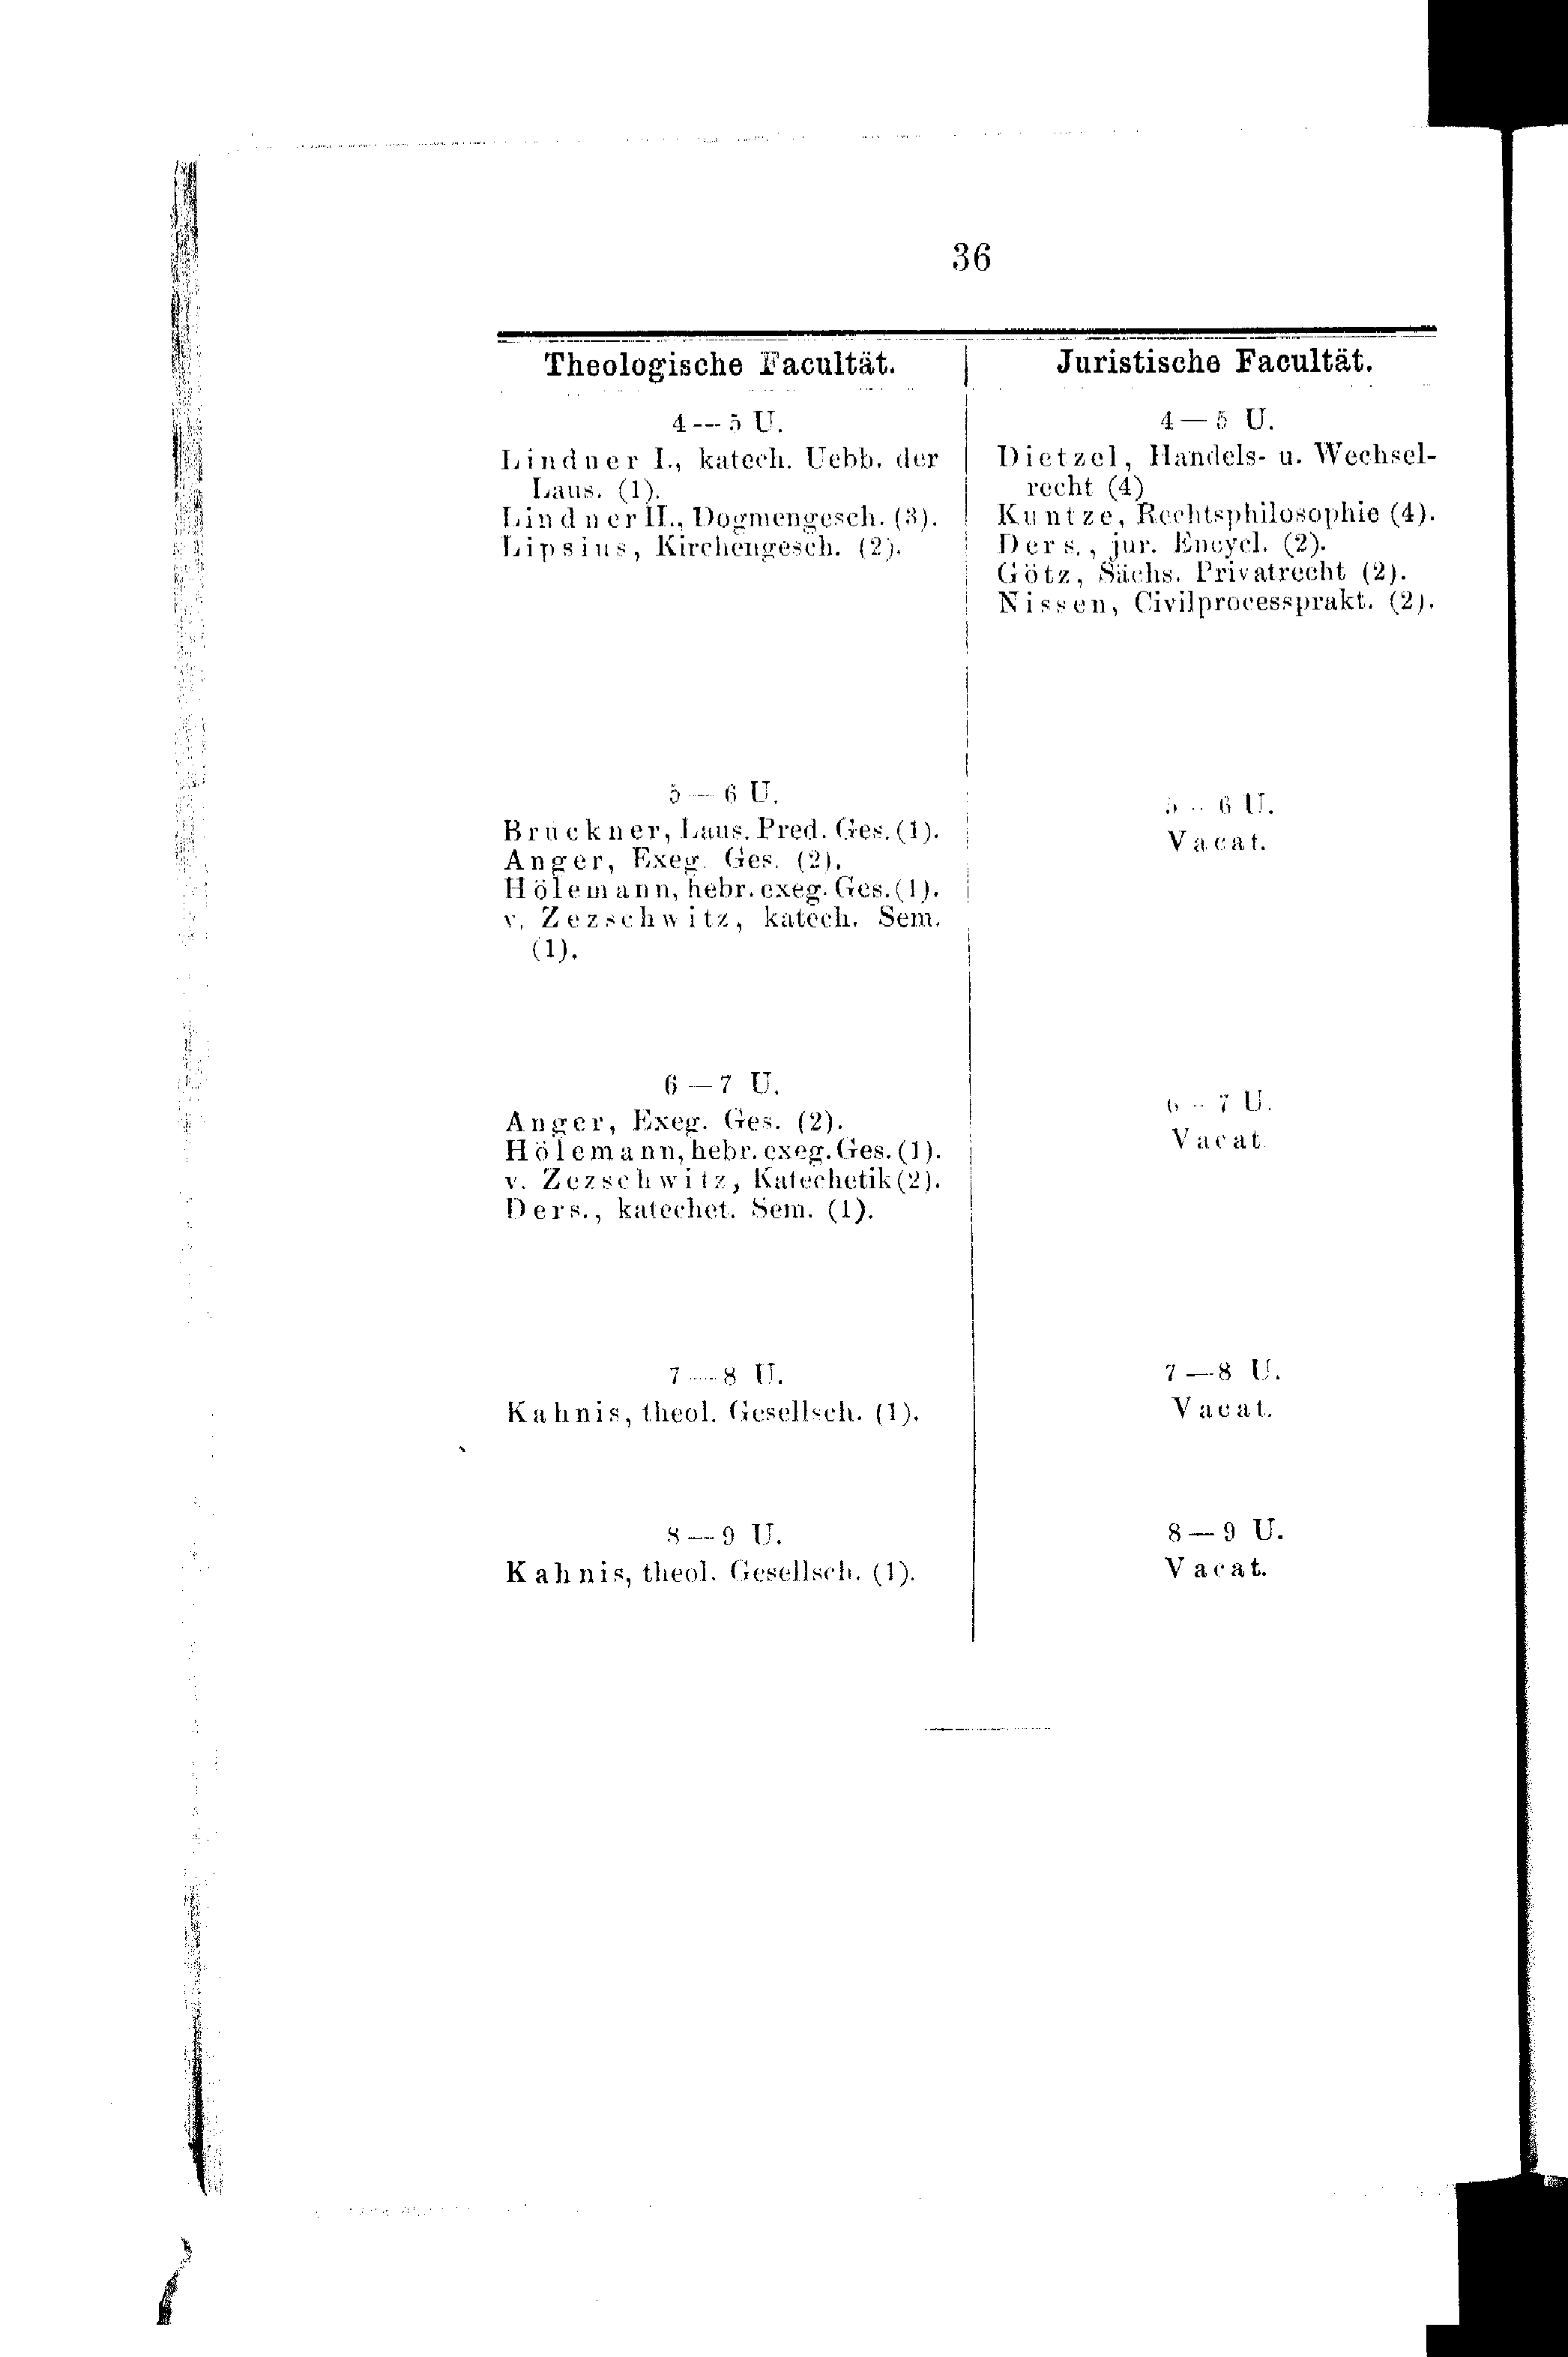 36
Theologische Facultät.
4—5 U.
Lindner I., katech. Uebb. der
Laus. (1).
Lindner II., Dogmengesch. (3).
Lipsius, Kirchengesch. (2).
5—6 U.
Bruckner, Laus. Pred. Ges. (1).
Anger, Exeg. Ges. (2).
Hölemann, hebr. exeg. Ges. (1).
v. Zezschwitz, katech. Sem.
(1).
6—7 U.
Anger, Exeg. Ges. (2).
Hölemann, hebr. exeg. Ges. (1).
v. Zezschwitz, Katechetik (2).
Ders., katechet. Sem. (1).
7—8 U.
Kahnis, theol. Gesellsch. (1).
8—9 U.
Kahnis, theol. Gesellsch. (1).
Juristische Facultät.
4—5 U.
Dietzel, Handels- u. Wechsel-
recht (4)
Kuntze, Rechtsphilosophie (4).
Ders., jur. Encycl. (2).
Götz, Sächs. Privatrecht (2).
Nissen, Civilprocessprakt. (2).
5—6 U.
Vacat.
6—7 U.
Vacat.
7—8 U.
Vacat.
8—9 U.
Vacat.